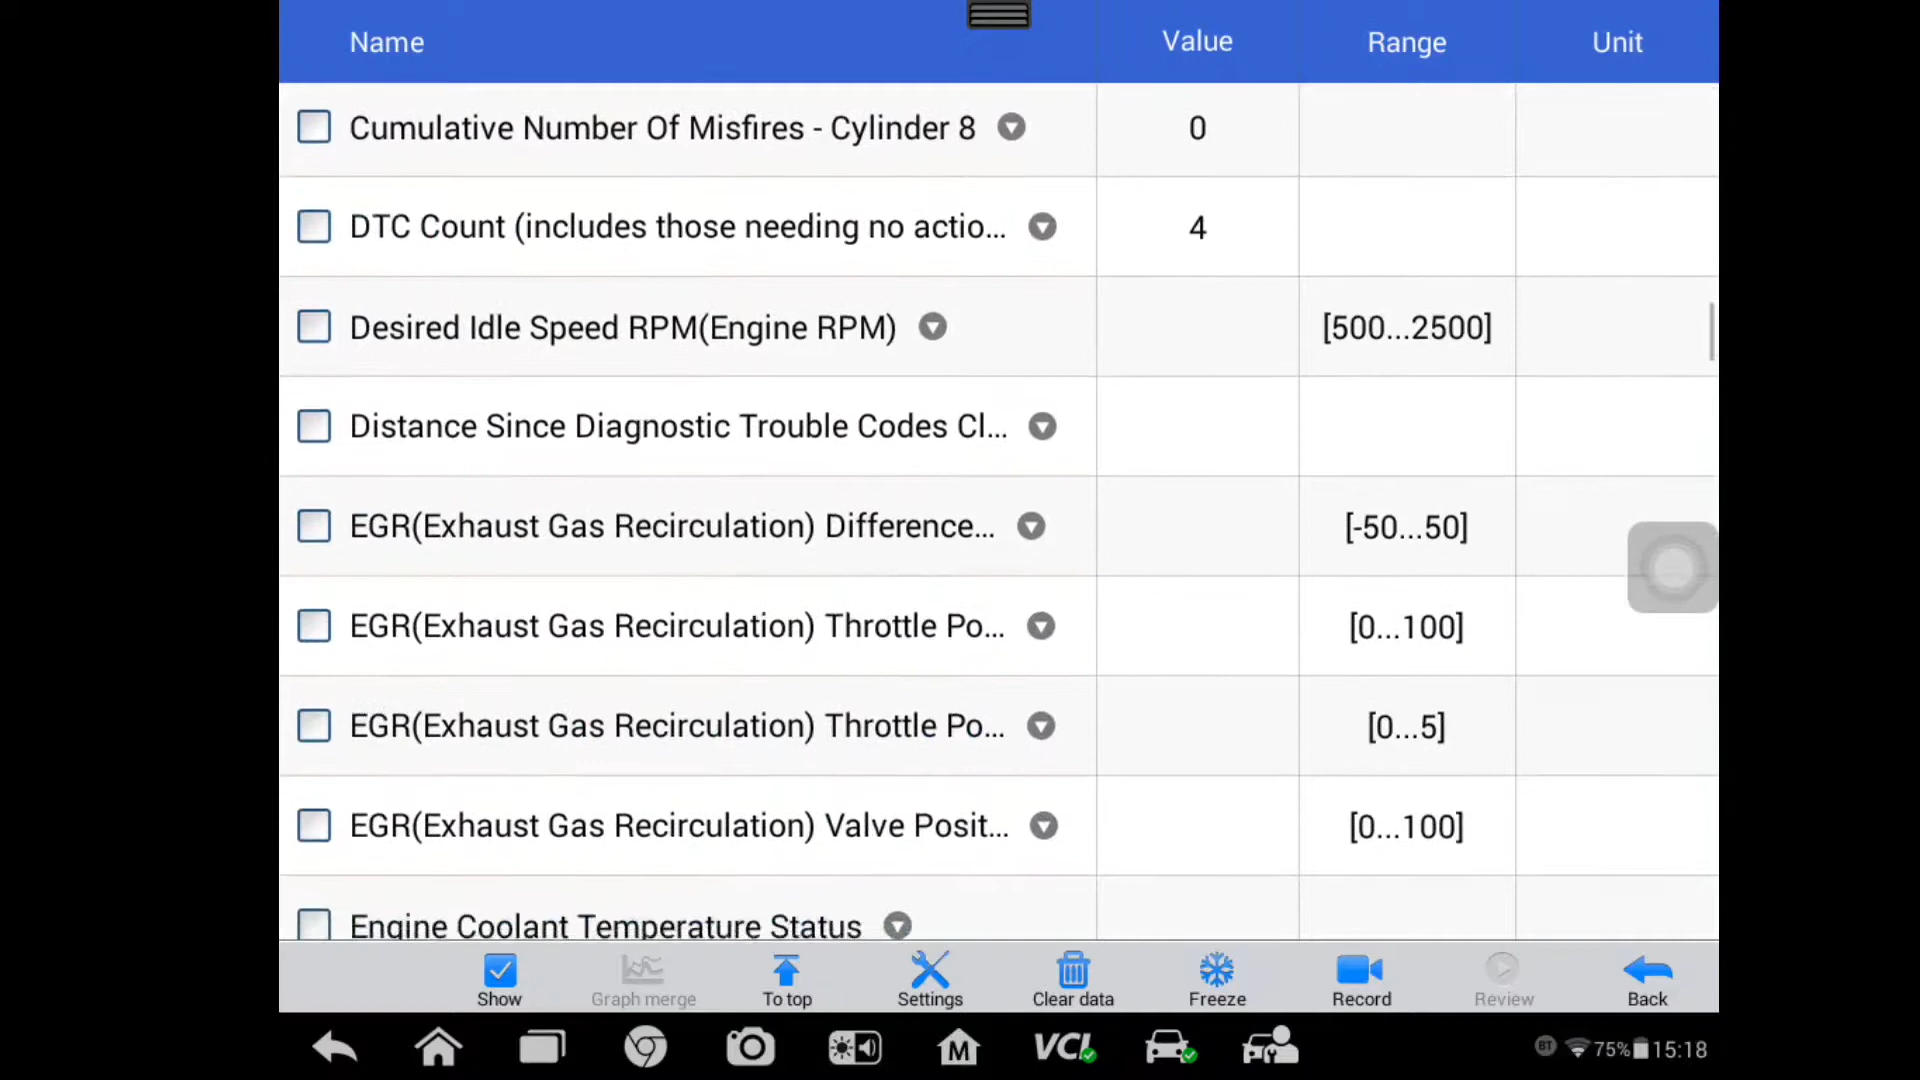 Name Value Range Unit
Cumulative Number Of Misfires - Cylinder 8 0
DTC Count (includes those needing no actio... 4
Desired Idle Speed RPM(Engine RPM) [500...2500]
Distance Since Diagnostic Trouble Codes Cl...
EGR(Exhaust Gas Recirculation) Difference... [-50...50]
EGR(Exhaust Gas Recirculation) Throttle Po... [0...100]
EGR(Exhaust Gas Recirculation) Throttle Po... [0...5]
EGR(Exhaust Gas Recirculation) Valve Posit... [0...100]
Engine Coolant Temperature Status
Show Graph merge To top Settings Clear data Freeze Record Review Back
M VCI BT 75% 15:18